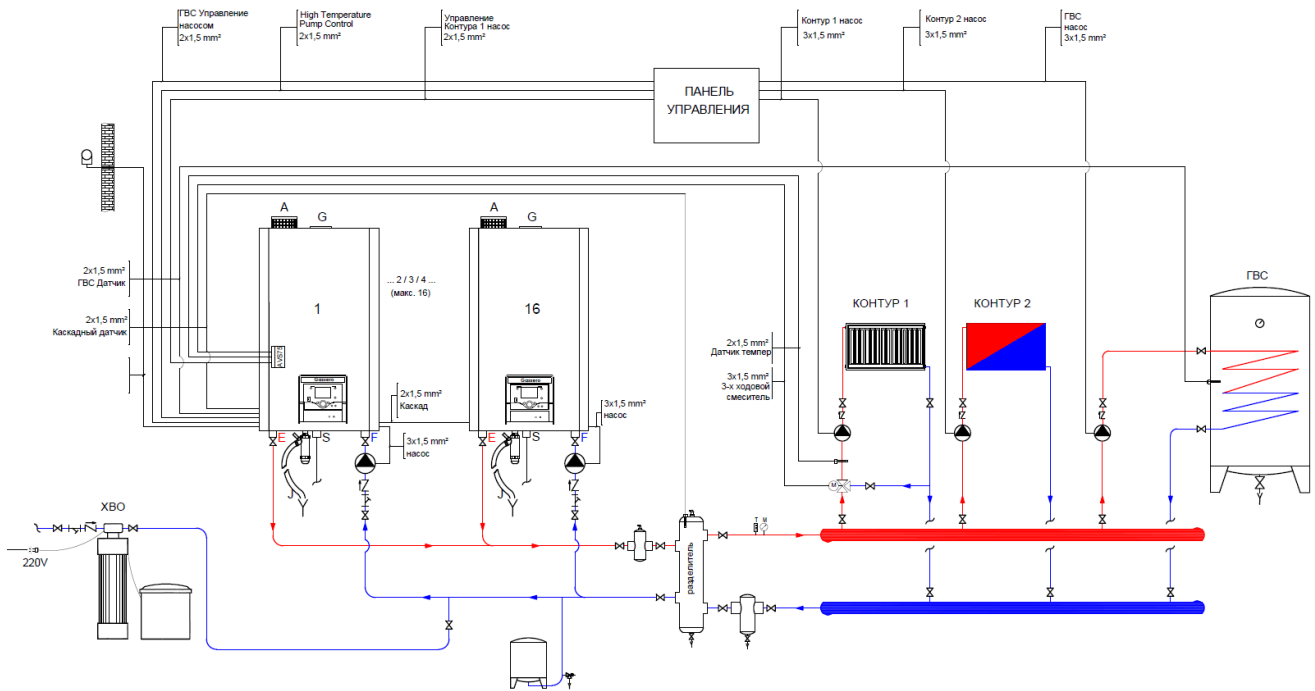 ГВС Управление
насосом
2x1,5 mm²
High Temperature
Pump Control
2x1,5 mm²
Управление
Контура 1 насос
2x1,5 mm²
Контур 1 насос
3x1,5 mm²
Контур 2 насос
3x1,5 mm²
ГВС
насос
3x1,5 mm²
ПАНЕЛЬ
УПРАВЛЕНИЯ
A
G
A
G
2x1,5 mm²
ГВС Датчик
... 2 / 3 / 4 ...
(макс. 16)
ГВС
1
16
КОНТУР 1
КОНТУР 2
2x1,5 mm²
Каскадный датчик
AVS75
2x1,5 mm²
Датчик темпер
3x1,5 mm²
3-х ходовой
смеситель
Gassero
Gassero
2x1,5 mm²
Каскад
3x1,5 mm²
насос
E
S
F
E
S
F
3x1,5 mm²
насос
J
J
M
ХВО
T
M
220V
разделитель